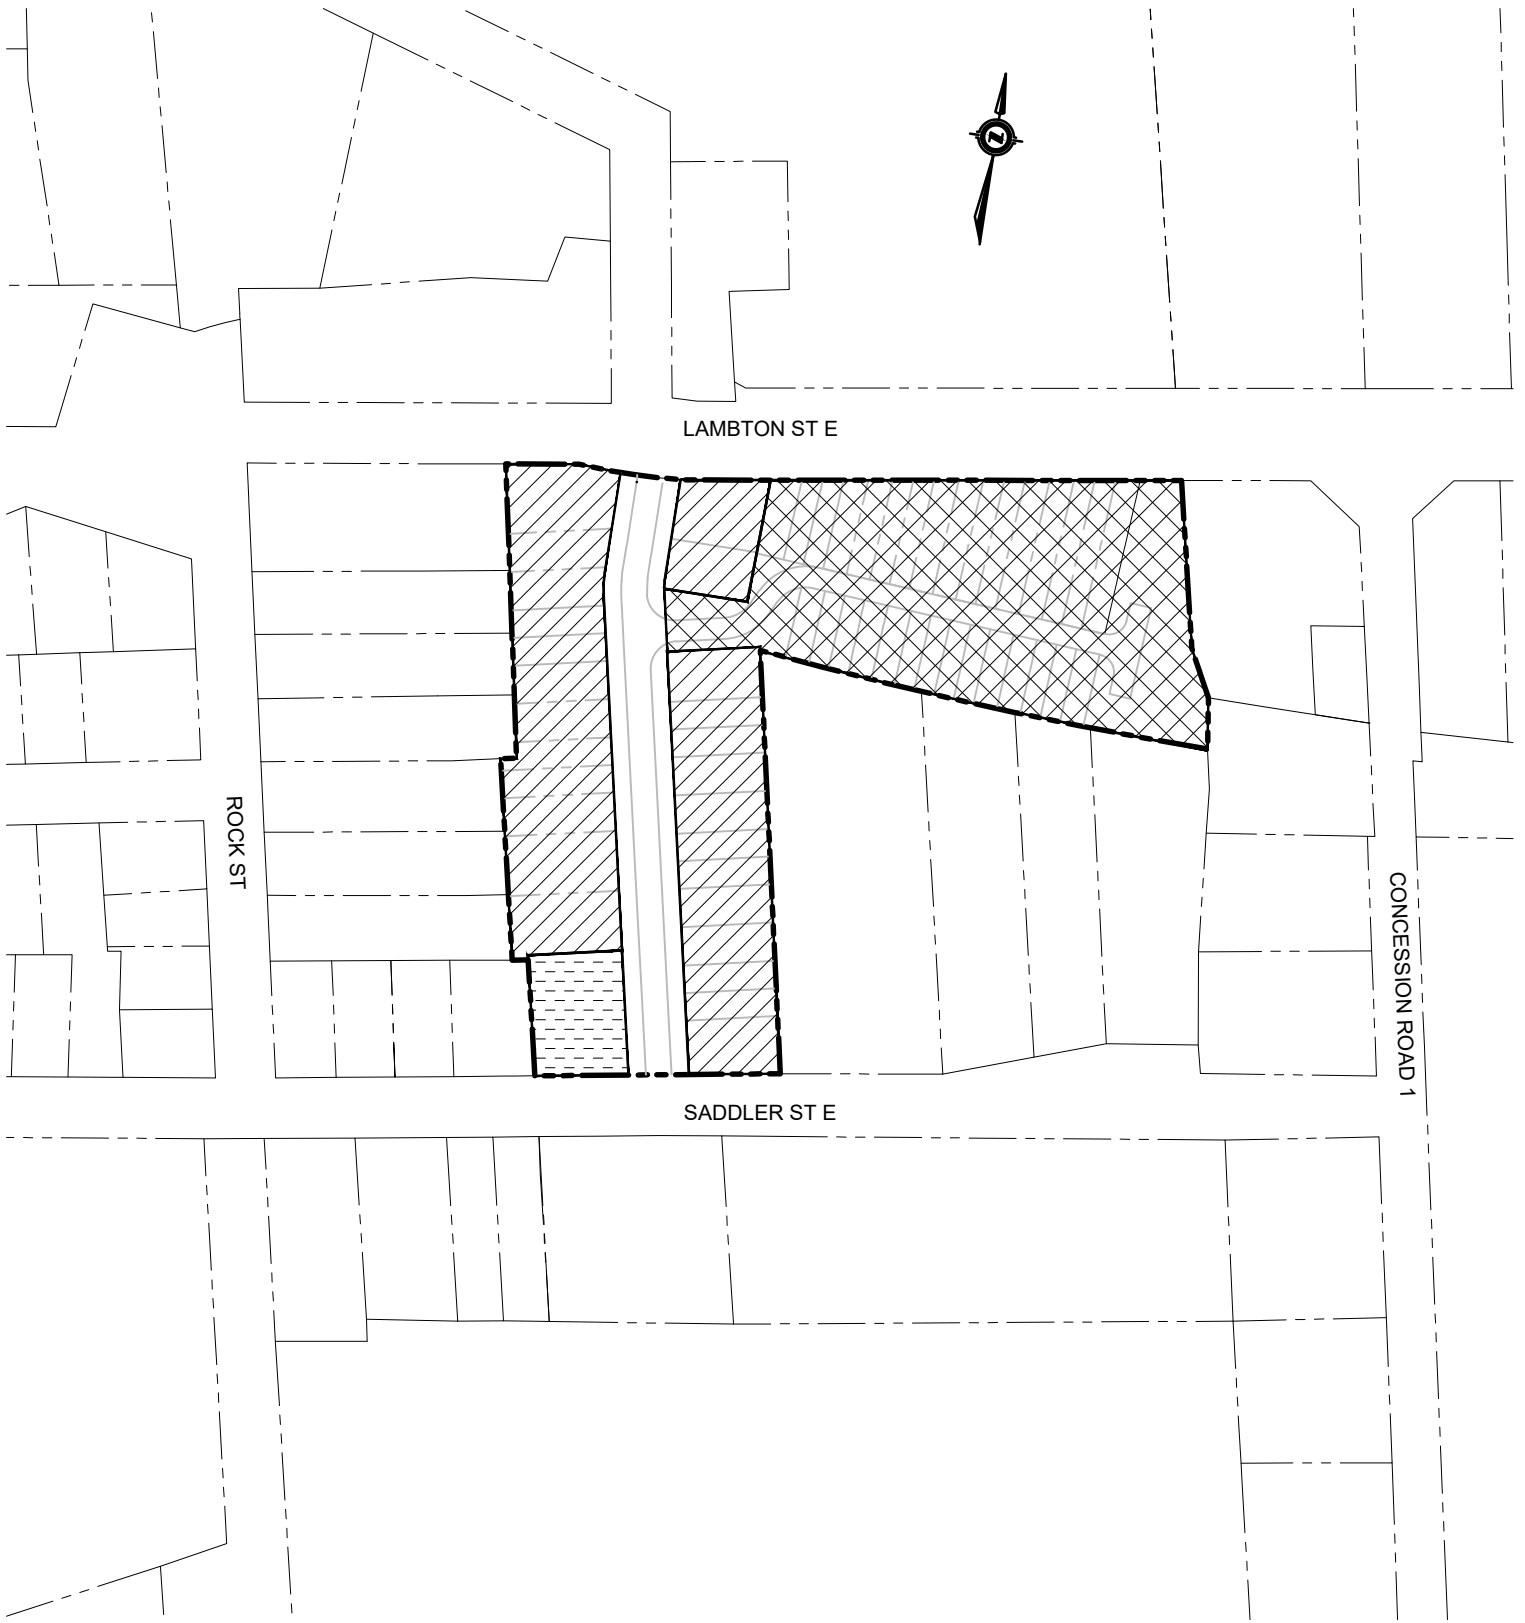 N
LAMBTON ST E
ROCK ST
CONCESSION ROAD 1
SADDLER ST E